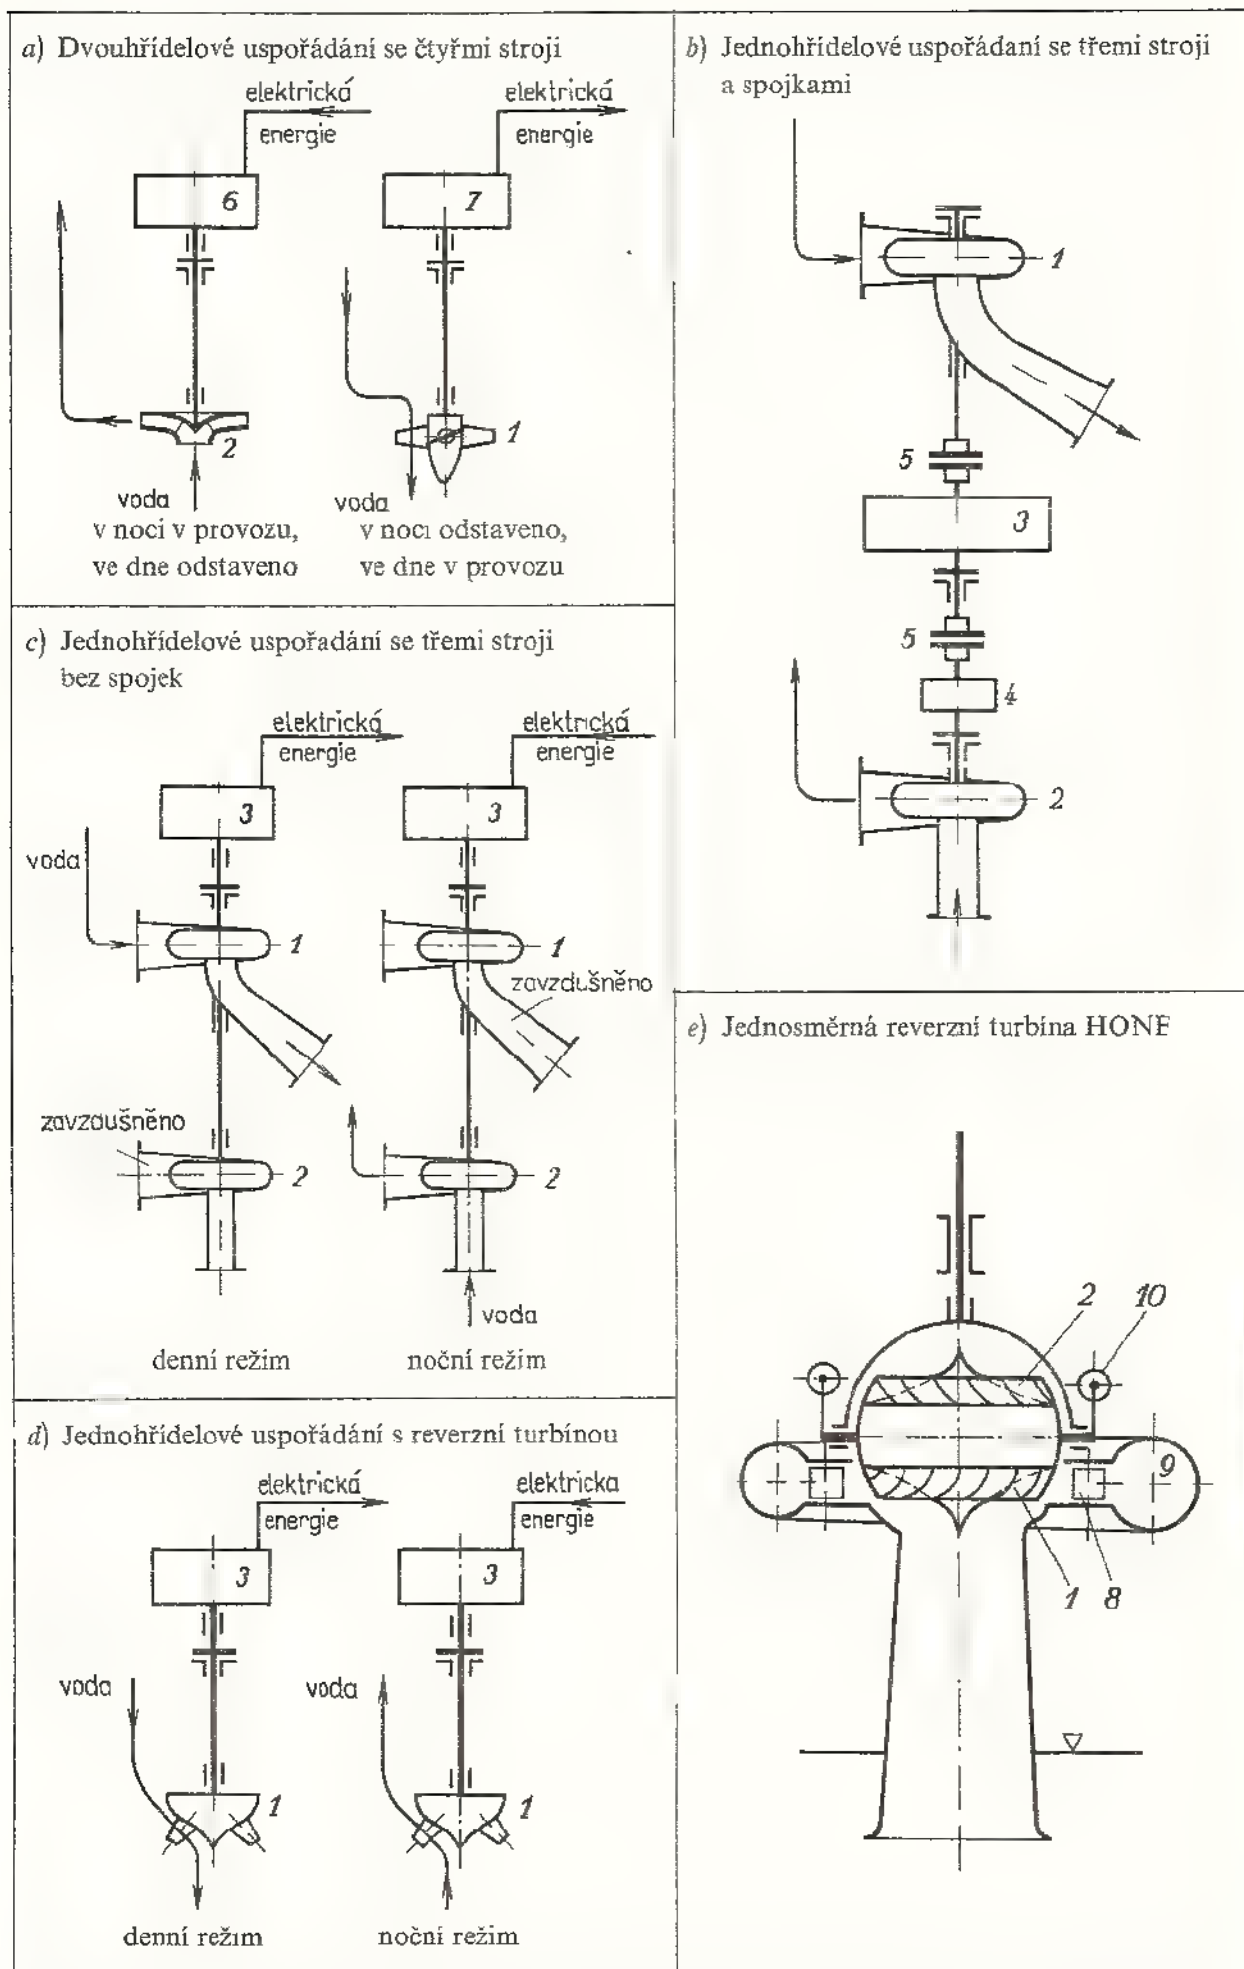 a) Dvouhřídelové uspořádání se čtyřmi stroji
elektrická
energie
elektrická
energie
6
7
2
1
voda
v noci v provozu,
ve dne odstaveno
voda
v noci odstaveno,
ve dne v provozu
b) Jednohřídelové uspořádaní se třemi stroji
a spojkami
1
5
3
5
4
2
c) Jednohřídelové uspořadání se třemi stroji
bez spojek
elektrická
energie
elektrická
energie
3
3
voda
1
1
zavzdušněno
zavzdušněno
2
2
voda
denní režim
noční režim
d) Jednohřídelové uspořádání s reverzní turbínou
elektrická
energie
elektricka
energie
3
3
voda
voda
1
1
denní režim
noční režim
e) Jednosměrná reverzní turbína HONE
2
10
9
1
8